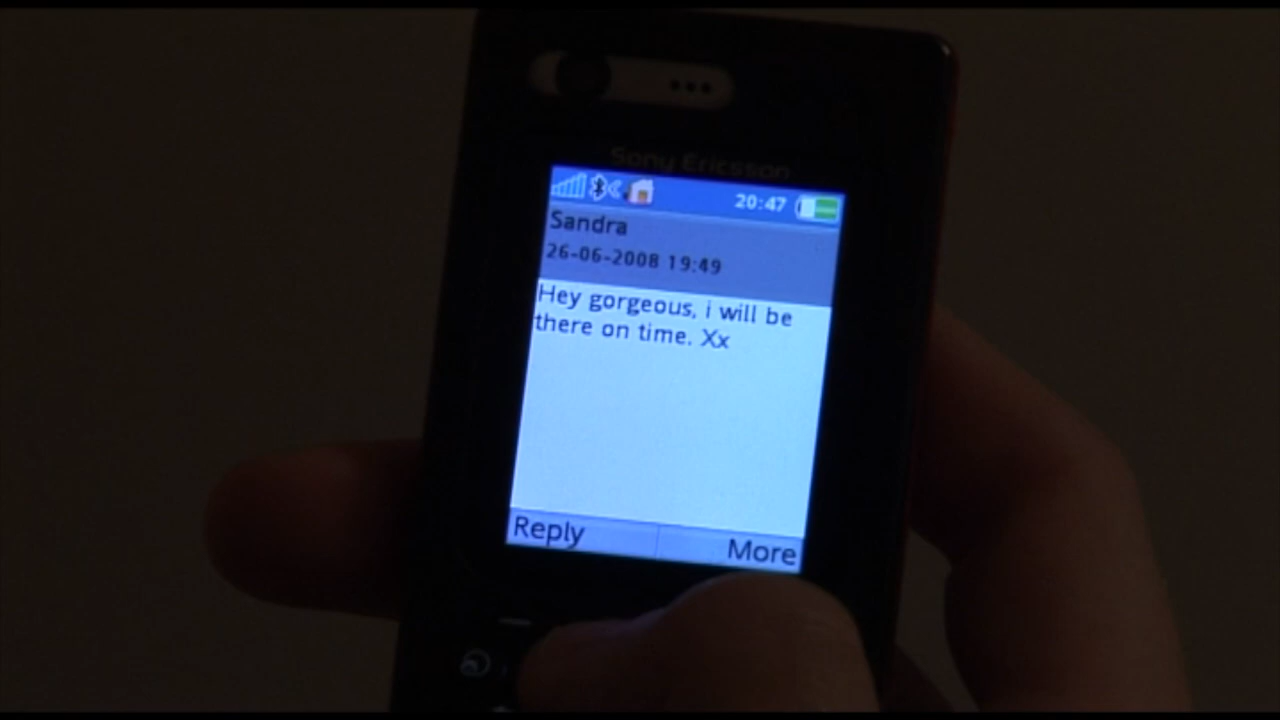 Sony Ericsson
20:47
Sandra
26-06-2008 19:49
Hey gorgeous, i will be
there on time. Xx
Reply
More